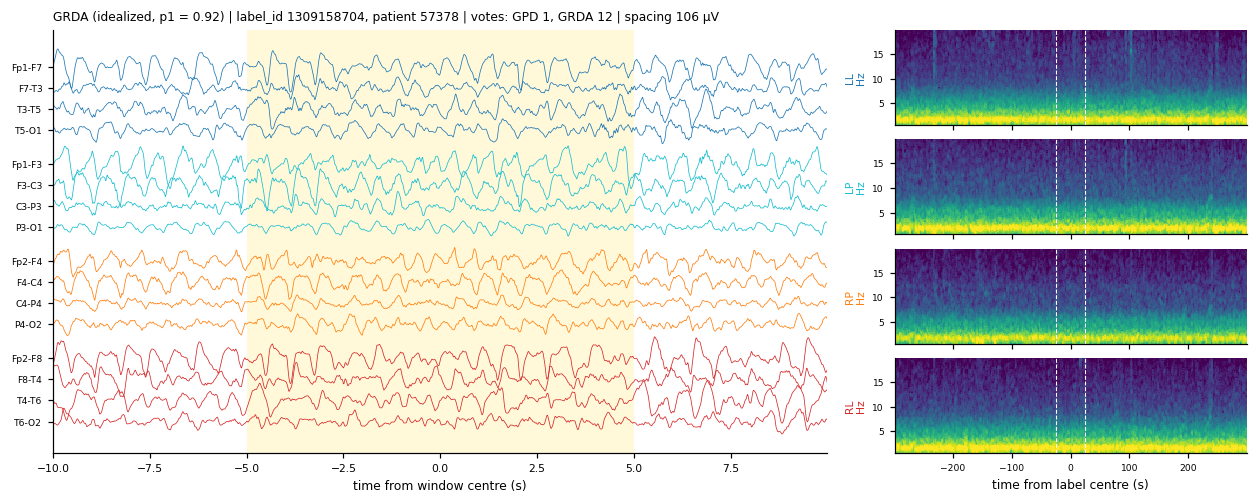 GRDA (idealized, p1 = 0.92) | label_id 1309158704, patient 57378 | votes: GPD 1, GRDA 12 | spacing 106 µV
Fp1-F7
F7-T3
T3-T5
T5-O1
Fp1-F3
F3-C3
C3-P3
P3-O1
Fp2-F4
F4-C4
C4-P4
P4-O2
Fp2-F8
F8-T4
T4-T6
T6-O2
−10.0 −7.5 −5.0 −2.5 0.0 2.5 5.0 7.5
time from window centre (s)
LL
Hz
15
10
5
LP
Hz
15
10
5
RP
Hz
15
10
5
RL
Hz
15
10
5
−200 −100 0 100 200
time from label centre (s)